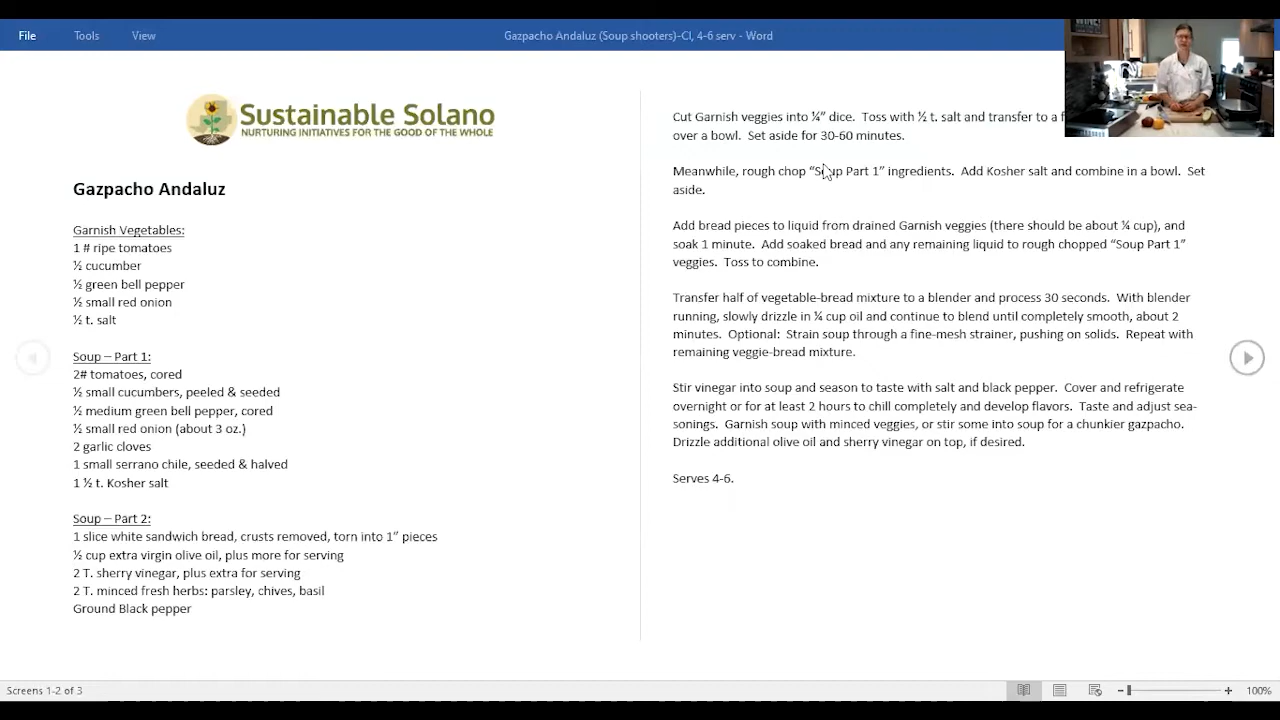 File Tools View Gazpacho Andaluz (Soup shooters)-CI, 4-6 serv - Word
Sustainable Solano
NURTURING INITIATIVES FOR THE GOOD OF THE WHOLE
Gazpacho Andaluz
Garnish Vegetables:
1 # ripe tomatoes
½ cucumber
½ green bell pepper
½ small red onion
½ t. salt
Soup – Part 1:
2# tomatoes, cored
½ small cucumbers, peeled & seeded
½ medium green bell pepper, cored
½ small red onion (about 3 oz.)
2 garlic cloves
1 small serrano chile, seeded & halved
1 ½ t. Kosher salt
Soup – Part 2:
1 slice white sandwich bread, crusts removed, torn into 1” pieces
½ cup extra virgin olive oil, plus more for serving
2 T. sherry vinegar, plus extra for serving
2 T. minced fresh herbs: parsley, chives, basil
Ground Black pepper
Cut Garnish veggies into ¼” dice. Toss with ½ t. salt and transfer to a
over a bowl. Set aside for 30-60 minutes.
Meanwhile, rough chop “Soup Part 1” ingredients. Add Kosher salt and combine in a bowl. Set
aside.
Add bread pieces to liquid from drained Garnish veggies (there should be about ¼ cup), and
soak 1 minute. Add soaked bread and any remaining liquid to rough chopped “Soup Part 1”
veggies. Toss to combine.
Transfer half of vegetable-bread mixture to a blender and process 30 seconds. With blender
running, slowly drizzle in ¼ cup oil and continue to blend until completely smooth, about 2
minutes. Optional: Strain soup through a fine-mesh strainer, pushing on solids. Repeat with
remaining veggie-bread mixture.
Stir vinegar into soup and season to taste with salt and black pepper. Cover and refrigerate
overnight or for at least 2 hours to chill completely and develop flavors. Taste and adjust sea-
sonings. Garnish soup with minced veggies, or stir some into soup for a chunkier gazpacho.
Drizzle additional olive oil and sherry vinegar on top, if desired.
Serves 4-6.
Screens 1-2 of 3
100%